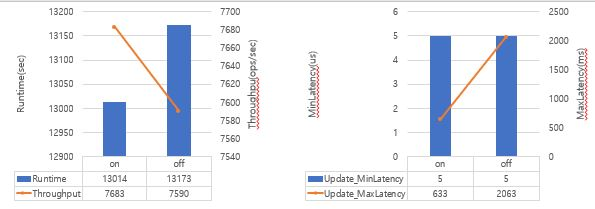 13200
13150
13100
13050
13000
12950
12900
Runtime(sec)
7700
7680
7660
7640
7620
7600
7580
7560
7540
Throughpu(ops/sec)
on off
Runtime 13014 13173
Throughput 7683 7590
6
5
4
3
2
1
0
MinLatency(us)
2500
2000
1500
1000
500
0
MaxLatency(ms)
on off
Update_MinLatency 5 5
Update_MaxLatency 633 2063